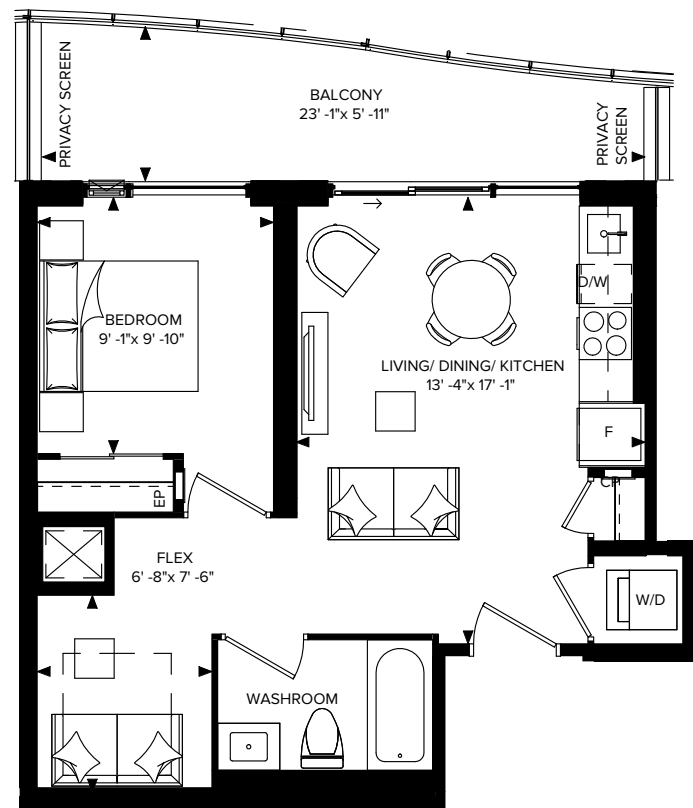 PRIVACY SCREEN
BALCONY
23' -1"x 5' -11"
PRIVACY
SCREEN
D/W
BEDROOM
9' -1"x 9' -10"
LIVING/ DINING/ KITCHEN
13' -4"x 17' -1"
F
EP
FLEX
6' -8"x 7' -6"
W/D
WASHROOM